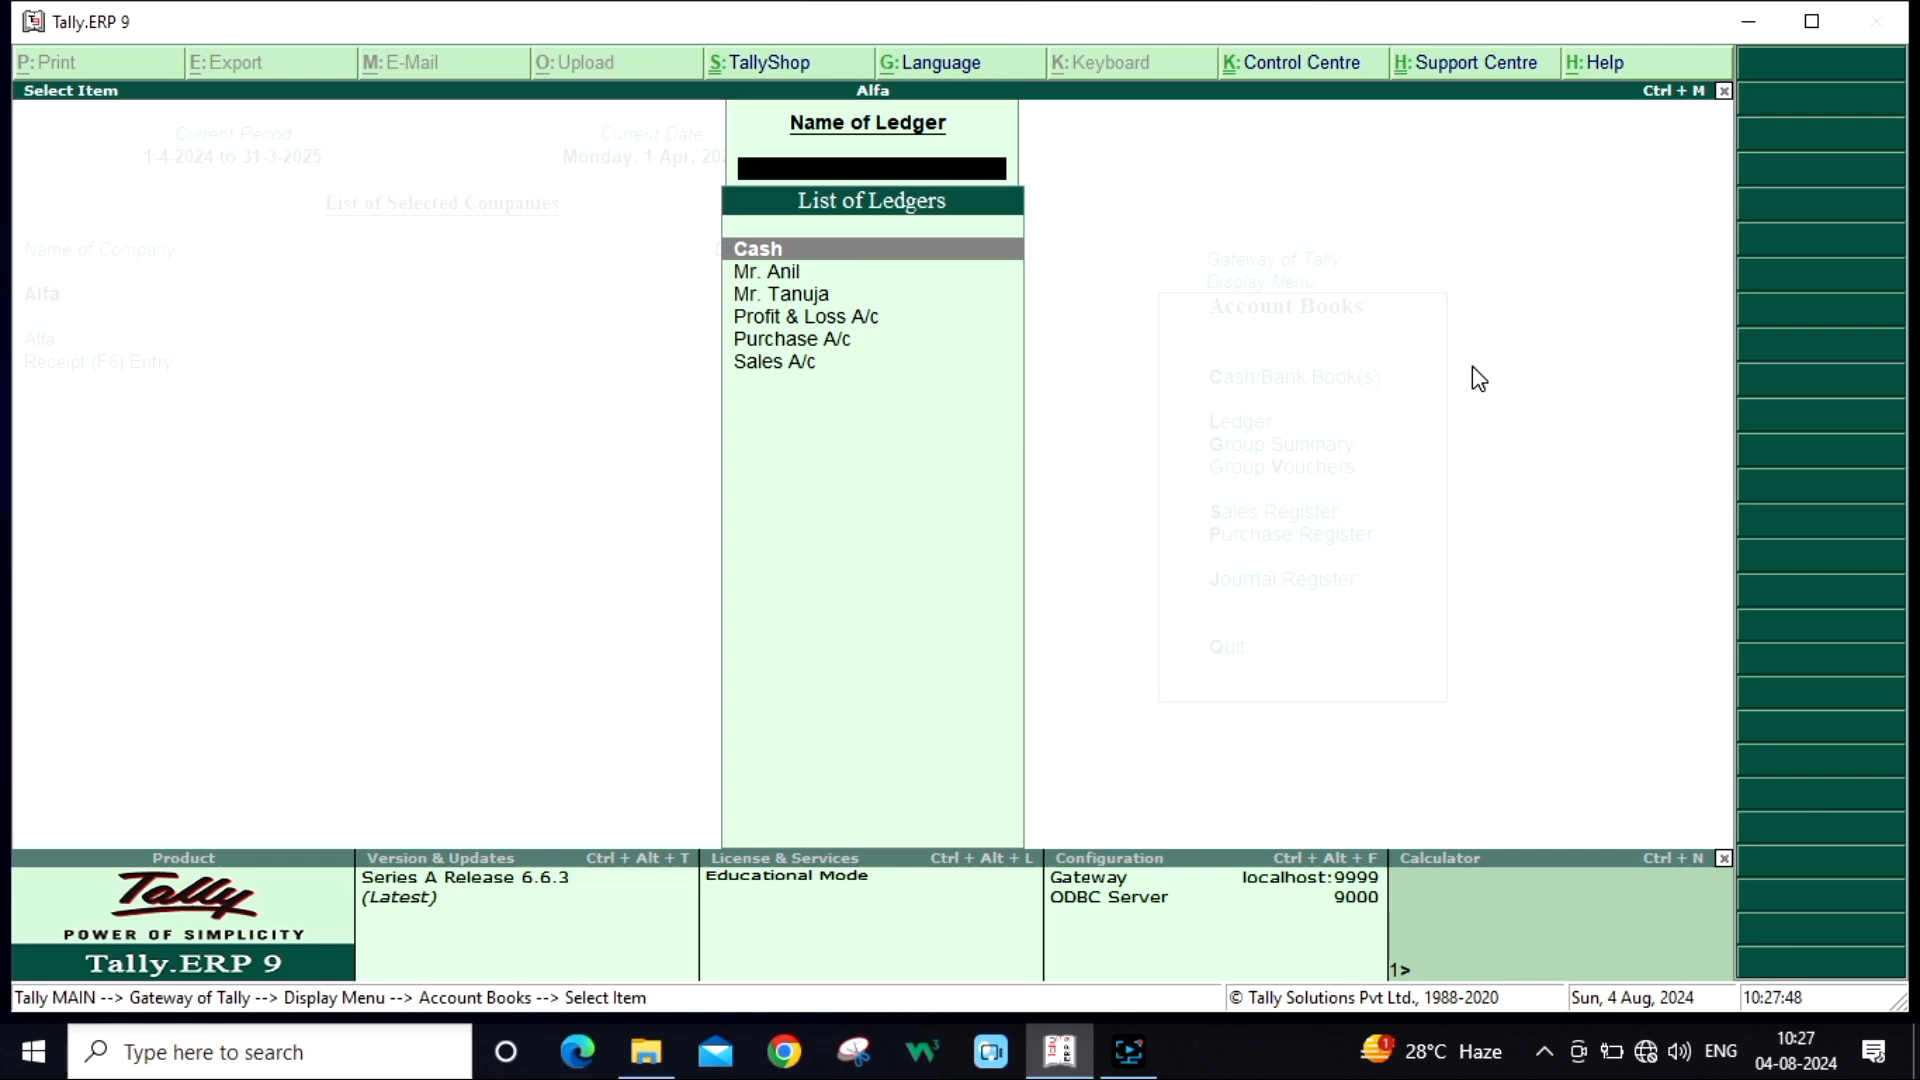 Tally.ERP 9
P: Print E: Export M: E-Mail O: Upload S: TallyShop G: Language K: Keyboard K: Control Centre H: Support Centre H: Help
Select Item Alfa Ctrl + M
Name of Ledger
Current Period Current Date
1-4-2024 to 31-3-2025 Monday, 1 Apr, 202
List of Selected Companies
List of Ledgers
Name of Company
Cash
Mr. Anil
Mr. Tanuja
Profit & Loss A/c
Purchase A/c
Sales A/c
Alfa
Alfa
Receipt (F6) Entry
Gateway of Tally
Display Menu
Account Books
Cash/Bank Book(s)
Ledger
Group Summary
Group Vouchers
Sales Register
Purchase Register
Journal Register
Quit
Product
Tally
POWER OF SIMPLICITY
Tally.ERP 9
Version & Updates Ctrl + Alt + T
Series A Release 6.6.3
(Latest)
License & Services Ctrl + Alt + L
Educational Mode
Configuration Ctrl + Alt + F
Gateway localhost:9999
ODBC Server 9000
Calculator Ctrl + N
1>
Tally MAIN --> Gateway of Tally --> Display Menu --> Account Books --> Select Item © Tally Solutions Pvt Ltd., 1988-2020 Sun, 4 Aug, 2024 10:27:48
Type here to search 28°C Haze ENG 10:27
04-08-2024